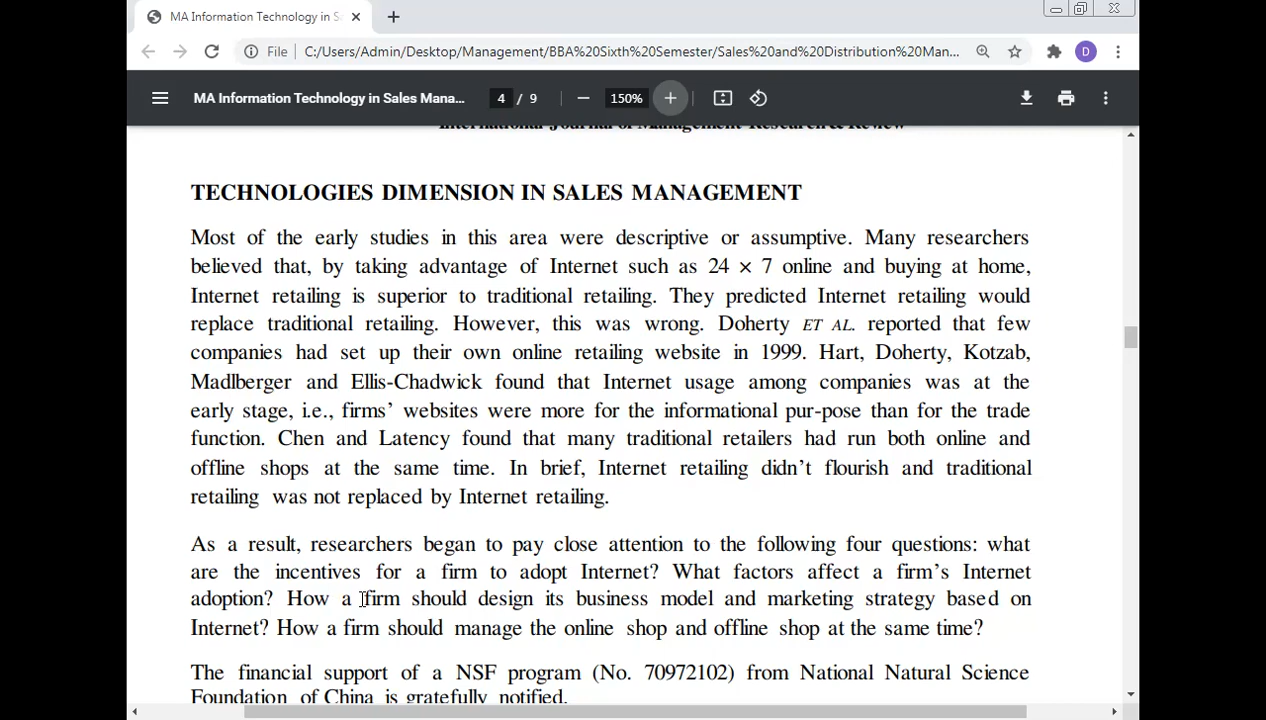 MA Information Technology in S
File C:/Users/Admin/Desktop/Management/BBA%20Sixth%20Semester/Sales%20and%20Distribution%20Man...
D
MA Information Technology in Sales Mana... 4 / 9 150%
International Journal of Management Research & Review
TECHNOLOGIES DIMENSION IN SALES MANAGEMENT
Most of the early studies in this area were descriptive or assumptive. Many researchers
believed that, by taking advantage of Internet such as 24 × 7 online and buying at home,
Internet retailing is superior to traditional retailing. They predicted Internet retailing would
replace traditional retailing. However, this was wrong. Doherty ET AL. reported that few
companies had set up their own online retailing website in 1999. Hart, Doherty, Kotzab,
Madlberger and Ellis-Chadwick found that Internet usage among companies was at the
early stage, i.e., firms’ websites were more for the informational pur-pose than for the trade
function. Chen and Latency found that many traditional retailers had run both online and
offline shops at the same time. In brief, Internet retailing didn’t flourish and traditional
retailing was not replaced by Internet retailing.
As a result, researchers began to pay close attention to the following four questions: what
are the incentives for a firm to adopt Internet? What factors affect a firm’s Internet
adoption? How a firm should design its business model and marketing strategy based on
Internet? How a firm should manage the online shop and offline shop at the same time?
The financial support of a NSF program (No. 70972102) from National Natural Science
Foundation of China is gratefully notified.